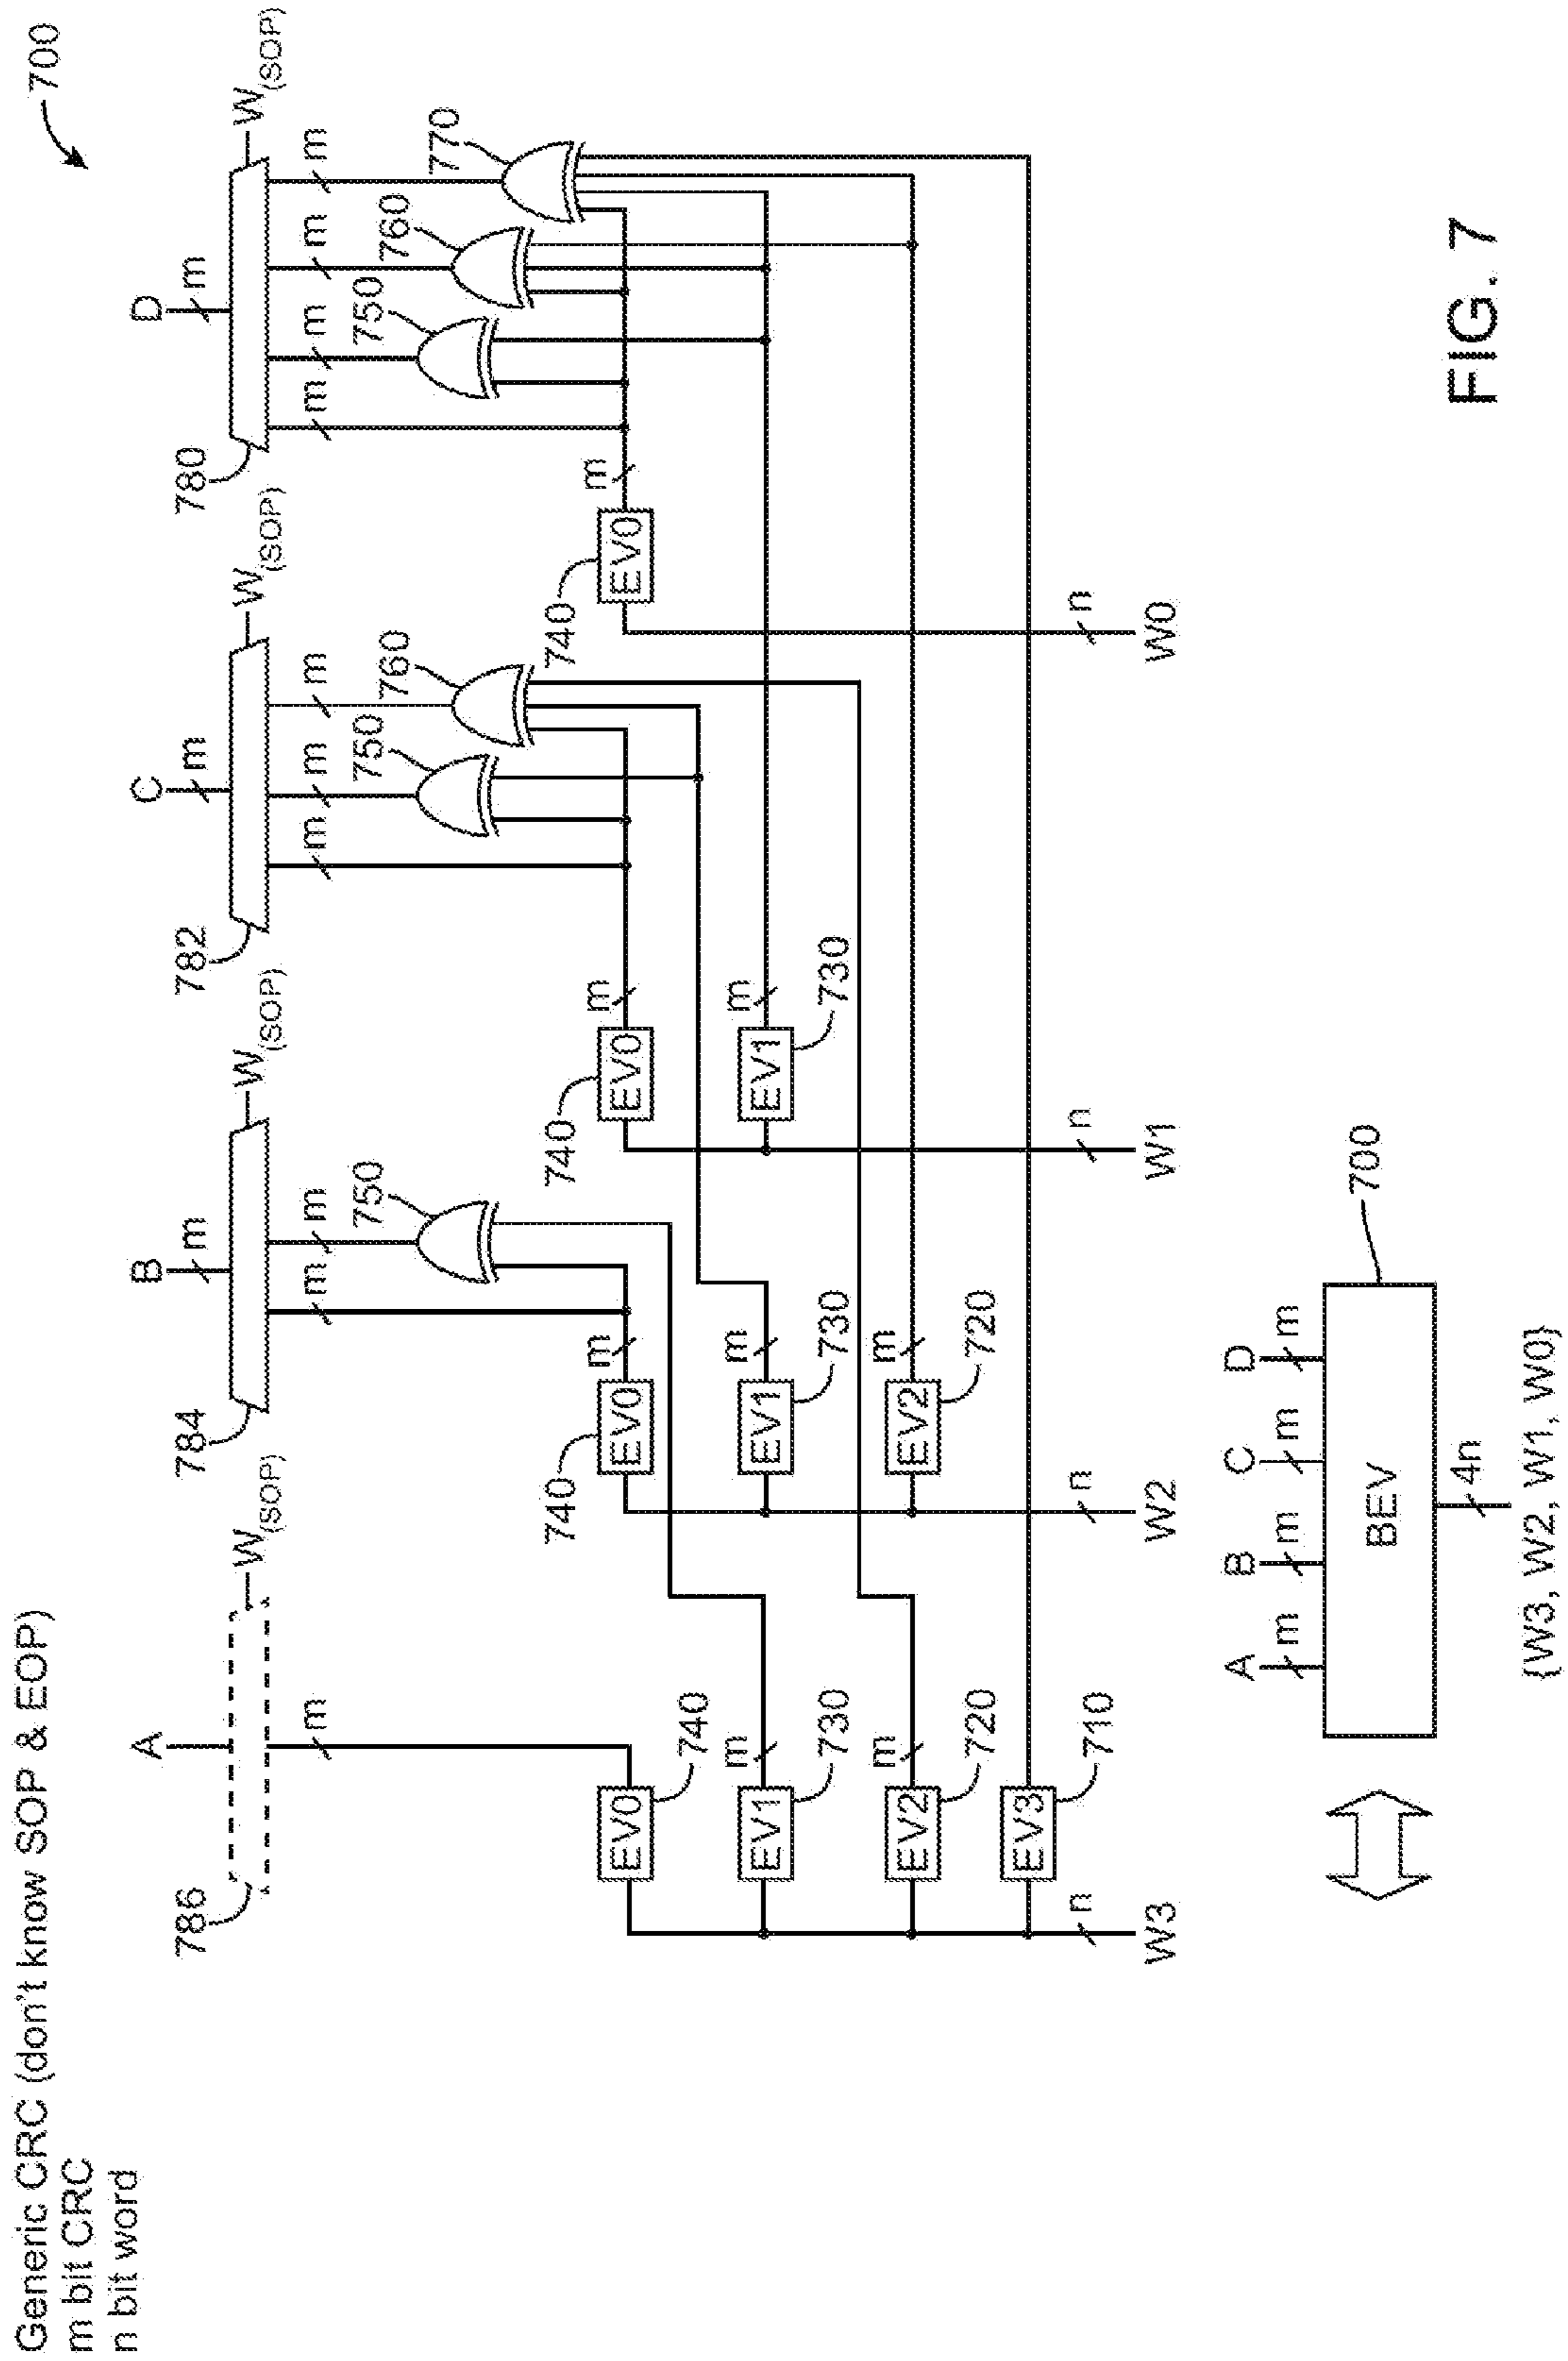 Generic CRC (don't know SOP & EOP)
m bit CRC
n bit word
700
A
B
m
C
m
D
m
786
W(SOP)
784
W(SOP)
782
W(SOP)
780
W(SOP)
m
m
m
m
m
m
m
m
m
m
750
750
760
750
760
770
740
EV0
m
740
EV0
m
740
EV0
m
EV0
740
EV1
m
730
EV1
m
730
EV1
m
730
EV2
m
720
EV2
m
720
EV3
710
n
n
n
n
W3
W2
W1
W0
A
m
B
m
C
m
D
m
BEV
700
4n
{W3, W2, W1, W0}
FIG. 7